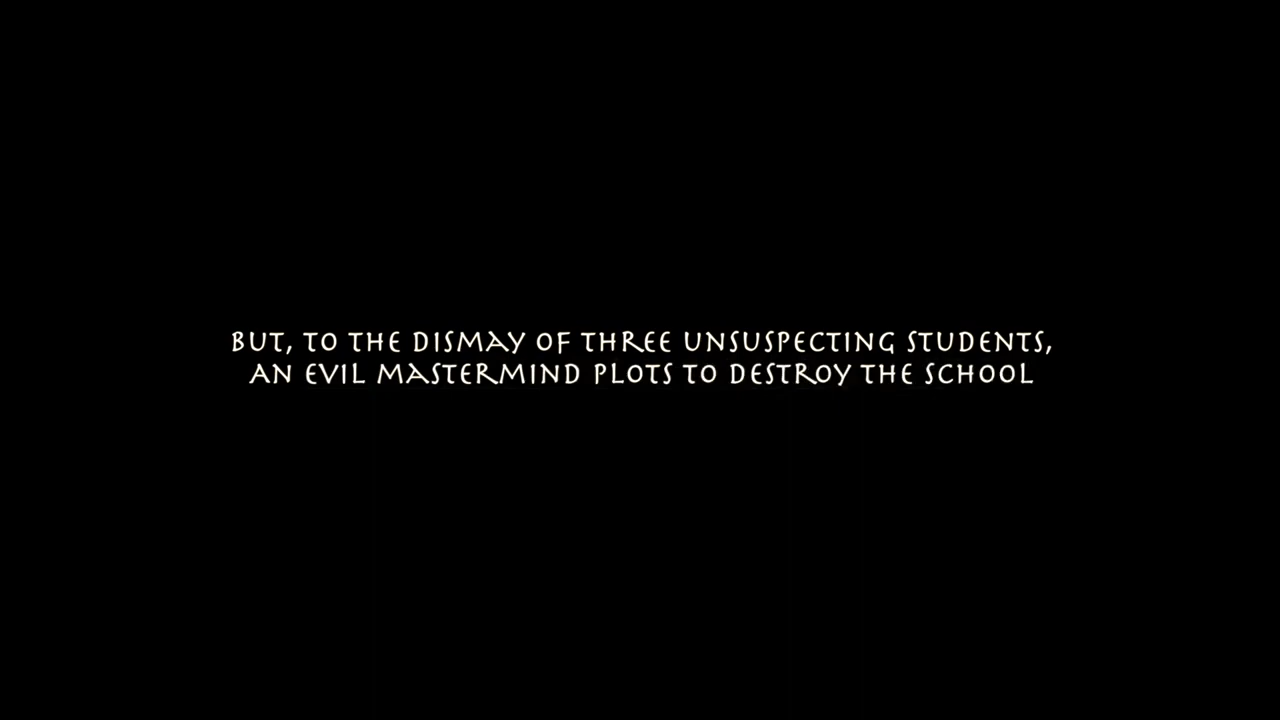 BUT, TO THE DISMAY OF THREE UNSUSPECTING STUDENTS,
AN EVIL MASTERMIND PLOTS TO DESTROY THE SCHOOL